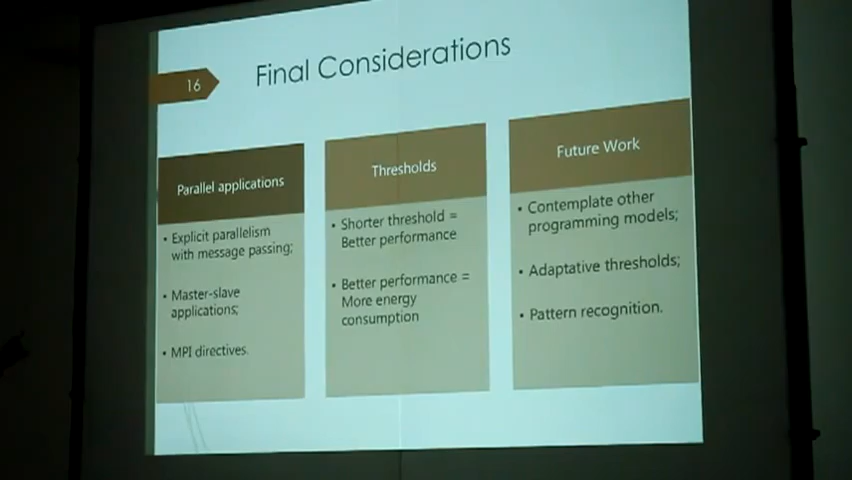 16
Final Considerations
Parallel applications
• Explicit parallelism
with message passing;
• Master-slave
applications;
• MPI directives.
Thresholds
• Shorter threshold =
Better performance
• Better performance =
More energy
consumption
Future Work
• Contemplate other
programming models;
• Adaptative thresholds;
• Pattern recognition.